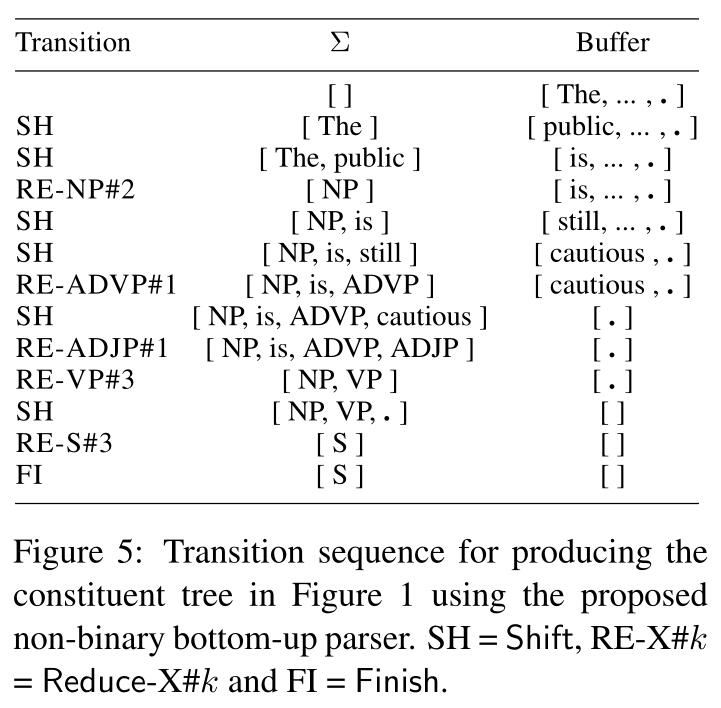 Transition Σ Buffer
[ ] [ The, ... , . ]
SH [ The ] [ public, ... , . ]
SH [ The, public ] [ is, ... , . ]
RE-NP#2 [ NP ] [ is, ... , . ]
SH [ NP, is ] [ still, ... , . ]
SH [ NP, is, still ] [ cautious , . ]
RE-ADVP#1 [ NP, is, ADVP ] [ cautious , . ]
SH [ NP, is, ADVP, cautious ] [ . ]
RE-ADJP#1 [ NP, is, ADVP, ADJP ] [ . ]
RE-VP#3 [ NP, VP ] [ . ]
SH [ NP, VP, . ] [ ]
RE-S#3 [ S ] [ ]
FI [ S ] [ ]
Figure 5: Transition sequence for producing the
constituent tree in Figure 1 using the proposed
non-binary bottom-up parser. SH = Shift, RE-X#k
= Reduce-X#k and FI = Finish.